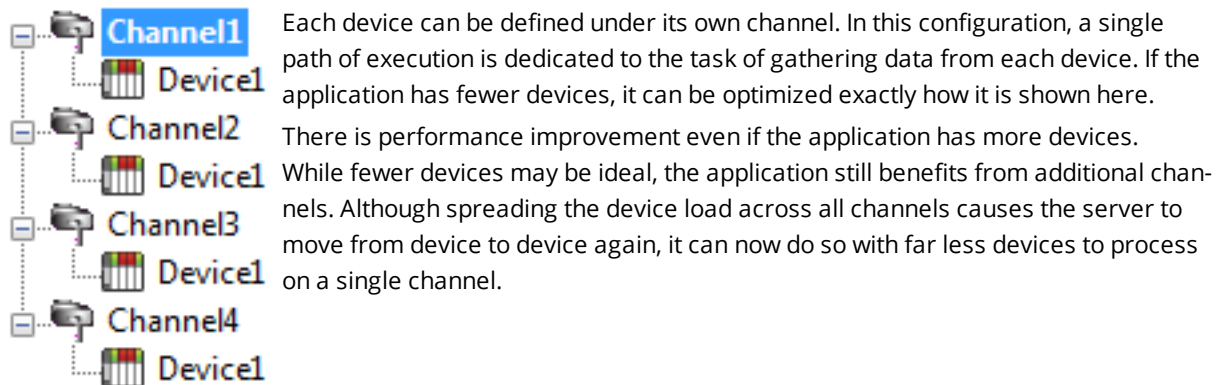 Channel1
Device1
Channel2
Device1
Channel3
Device1
Channel4
Device1
Each device can be defined under its own channel. In this configuration, a single
path of execution is dedicated to the task of gathering data from each device. If the
application has fewer devices, it can be optimized exactly how it is shown here.
There is performance improvement even if the application has more devices.
While fewer devices may be ideal, the application still benefits from additional chan-
nels. Although spreading the device load across all channels causes the server to
move from device to device again, it can now do so with far less devices to process
on a single channel.